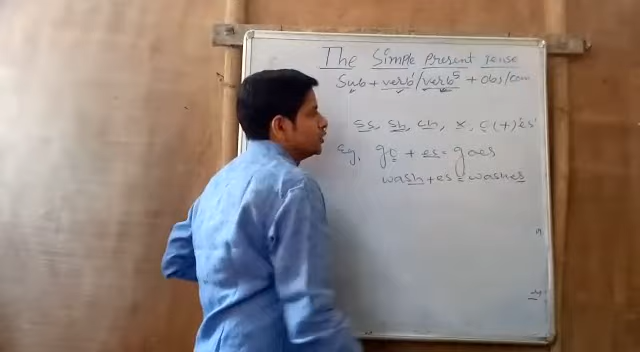 The Simple Present Tense
Sub + verb¹/verb⁵ + obj/com
ss, sh, ch, x, o (+) 'es'
Eg, go + es = goes
wash + es = washes